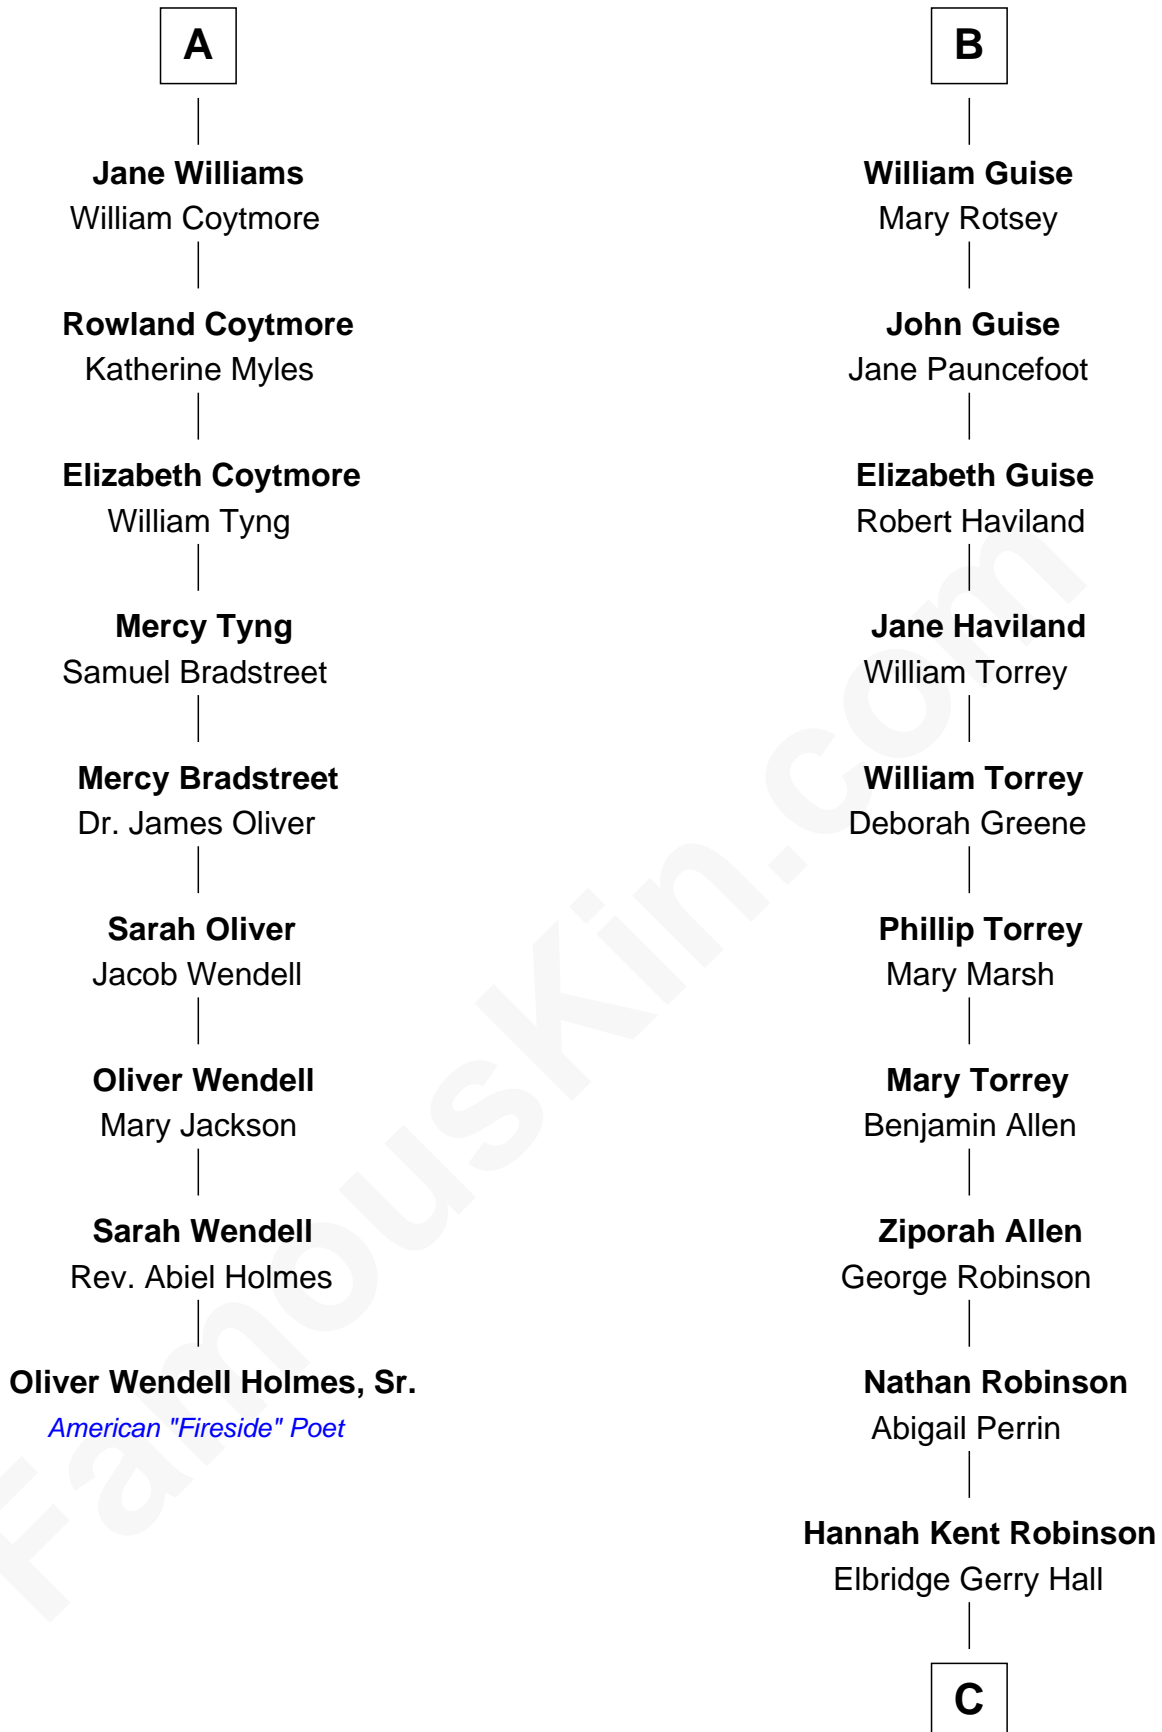 A
Jane Williams
William Coytmore
Rowland Coytmore
Katherine Myles
Elizabeth Coytmore
William Tyng
Mercy Tyng
Samuel Bradstreet
Mercy Bradstreet
Dr. James Oliver
Sarah Oliver
Jacob Wendell
Oliver Wendell
Mary Jackson
Sarah Wendell
Rev. Abiel Holmes
Oliver Wendell Holmes, Sr.
American "Fireside" Poet
B
William Guise
Mary Rotsey
John Guise
Jane Pauncefoot
Elizabeth Guise
Robert Haviland
Jane Haviland
William Torrey
William Torrey
Deborah Greene
Phillip Torrey
Mary Marsh
Mary Torrey
Benjamin Allen
Ziporah Allen
George Robinson
Nathan Robinson
Abigail Perrin
Hannah Kent Robinson
Elbridge Gerry Hall
C
FamousKin.com